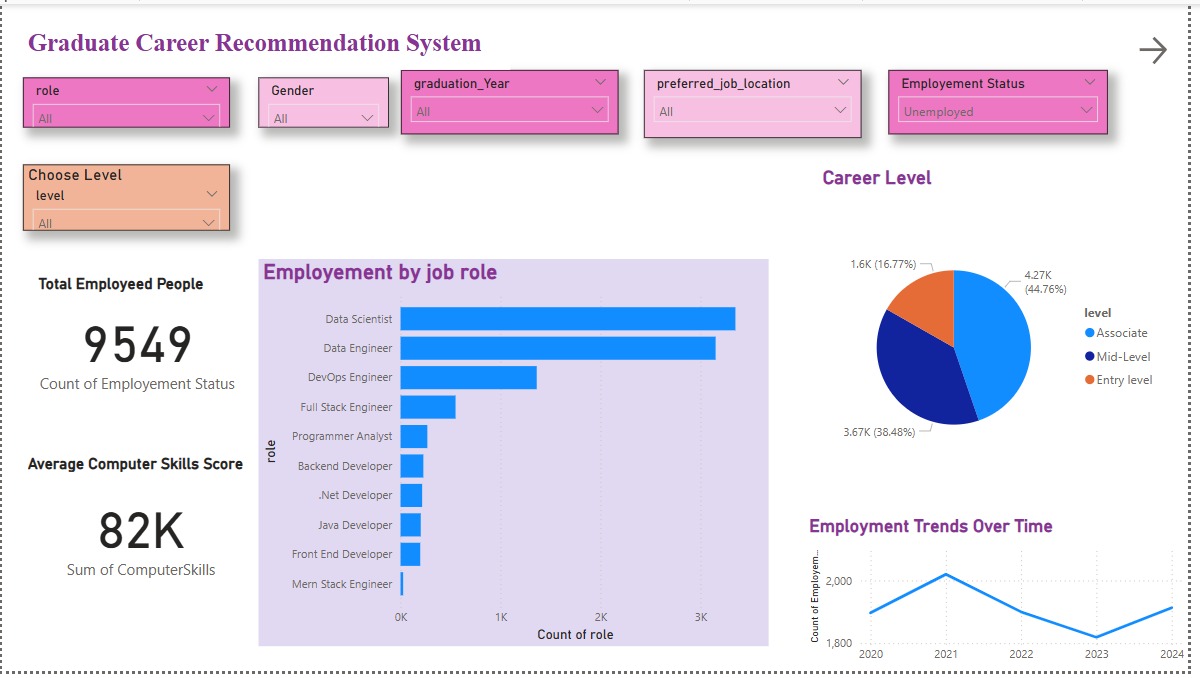 Graduate Career Recommendation System
role
All
Gender
All
graduation_Year
All
preferred_job_location
All
Employement Status
Unemployed
Choose Level
level
All
Total Employeed People
9549
Count of Employement Status
Average Computer Skills Score
82K
Sum of ComputerSkills
Employement by job role
role
Data Scientist
Data Engineer
DevOps Engineer
Full Stack Engineer
Programmer Analyst
Backend Developer
.Net Developer
Java Developer
Front End Developer
Mern Stack Engineer
0K 1K 2K 3K
Count of role
Career Level
1.6K (16.77%)
4.27K
(44.76%)
3.67K (38.48%)
level
Associate
Mid-Level
Entry level
Employment Trends Over Time
Count of Employem...
2,000
1,800
2020 2021 2022 2023 2024